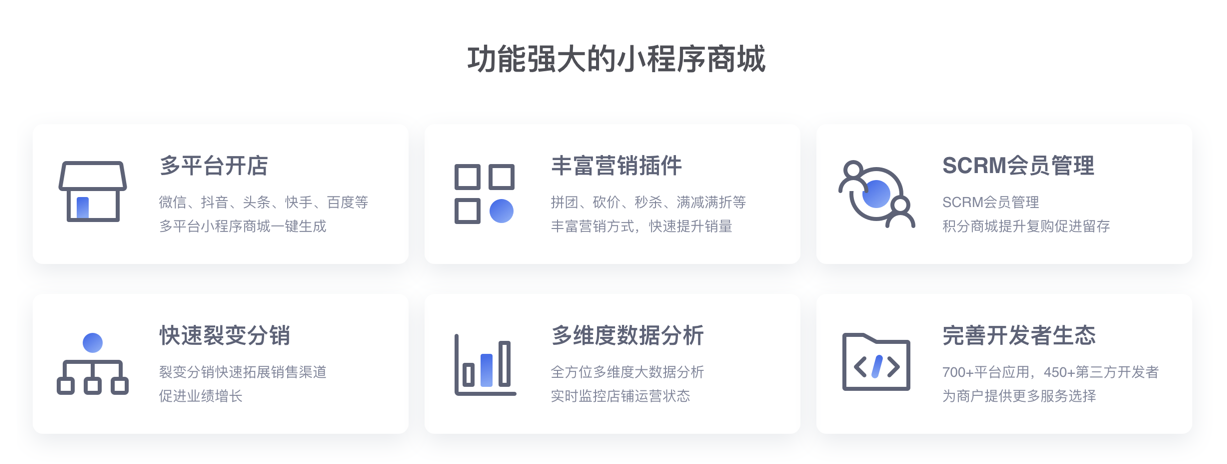 功能强大的小程序商城
多平台开店
微信、抖音、头条、快手、百度等
多平台小程序商城一键生成
丰富营销插件
拼团、砍价、秒杀、满减满折等
丰富营销方式，快速提升销量
SCRM会员管理
SCRM会员管理
积分商城提升复购促进留存
快速裂变分销
裂变分销快速拓展销售渠道
促进业绩增长
多维度数据分析
全方位多维度大数据分析
实时监控店铺运营状态
完善开发者生态
700+平台应用，450+第三方开发者
为商户提供更多服务选择